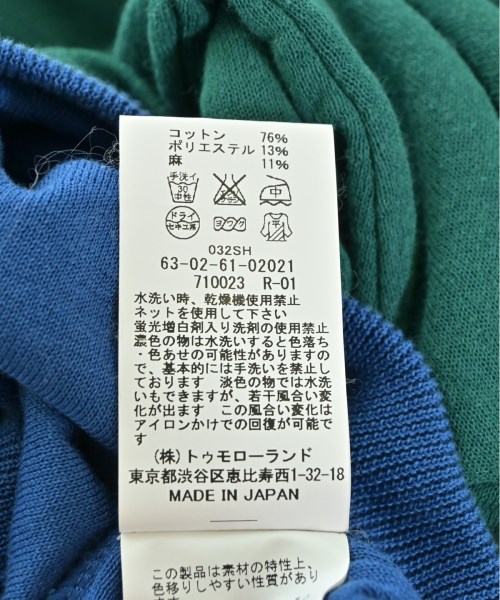 コットン 76%
ポリエステル 13%
麻 11%
手洗イ 30 中性 エンソサラシ 中
ドライ セキユ系 ヨワク 平
032SH
63-02-61-02021
710023 R-01
水洗い時、乾燥機使用禁止
ネットを使用して下さい
蛍光増白剤入り洗剤の使用禁止
濃色の物は水洗いすると色落ち
・色あせの可能性がありますの
で、基本的には手洗いを禁止し
ております 淡色の物では水洗
いもできますが、若干風合い変
化が出ます この風合い変化は
アイロンかけでの回復が可能で
す
(株)トゥモローランド
東京都渋谷区恵比寿西1-32-18
MADE IN JAPAN
この製品は素材の特性上、
色移りしやすい性質があり
ます